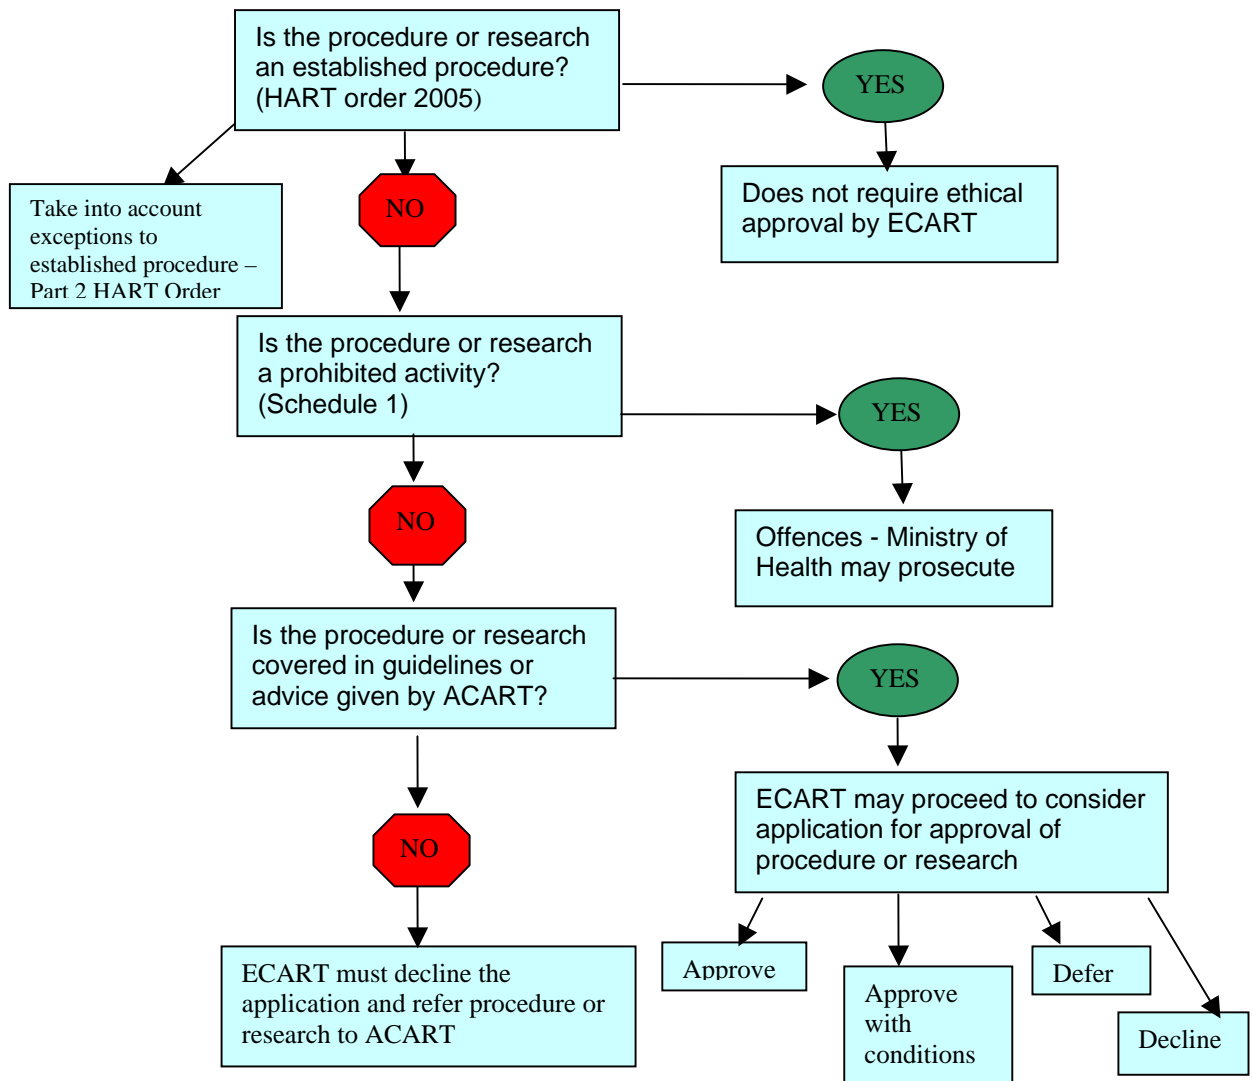 Is the procedure or research
an established procedure?
(HART order 2005)
YES
Take into account
exceptions to
established procedure –
Part 2 HART Order
NO
Does not require ethical
approval by ECART
Is the procedure or research
a prohibited activity?
(Schedule 1)
YES
NO
Offences - Ministry of
Health may prosecute
Is the procedure or research
covered in guidelines or
advice given by ACART?
YES
NO
ECART may proceed to consider
application for approval of
procedure or research
ECART must decline the
application and refer procedure or
research to ACART
Approve
Approve
with
conditions
Defer
Decline